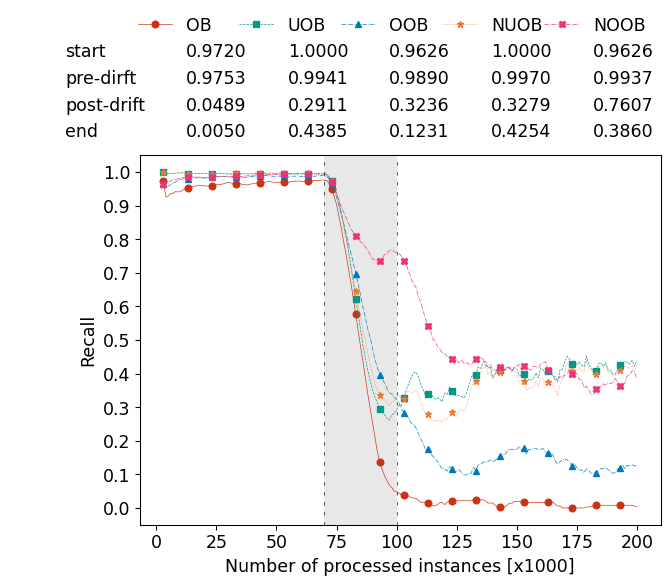 OB UOB OOB NUOB NOOB
start 0.9720 1.0000 0.9626 1.0000 0.9626
pre-dirft 0.9753 0.9941 0.9890 0.9970 0.9937
post-drift 0.0489 0.2911 0.3236 0.3279 0.7607
end 0.0050 0.4385 0.1231 0.4254 0.3860
1.0
0.9
0.8
0.7
0.6
0.5
0.4
0.3
0.2
0.1
0.0
Recall
0 25 50 75 100 125 150 175 200
Number of processed instances [x1000]